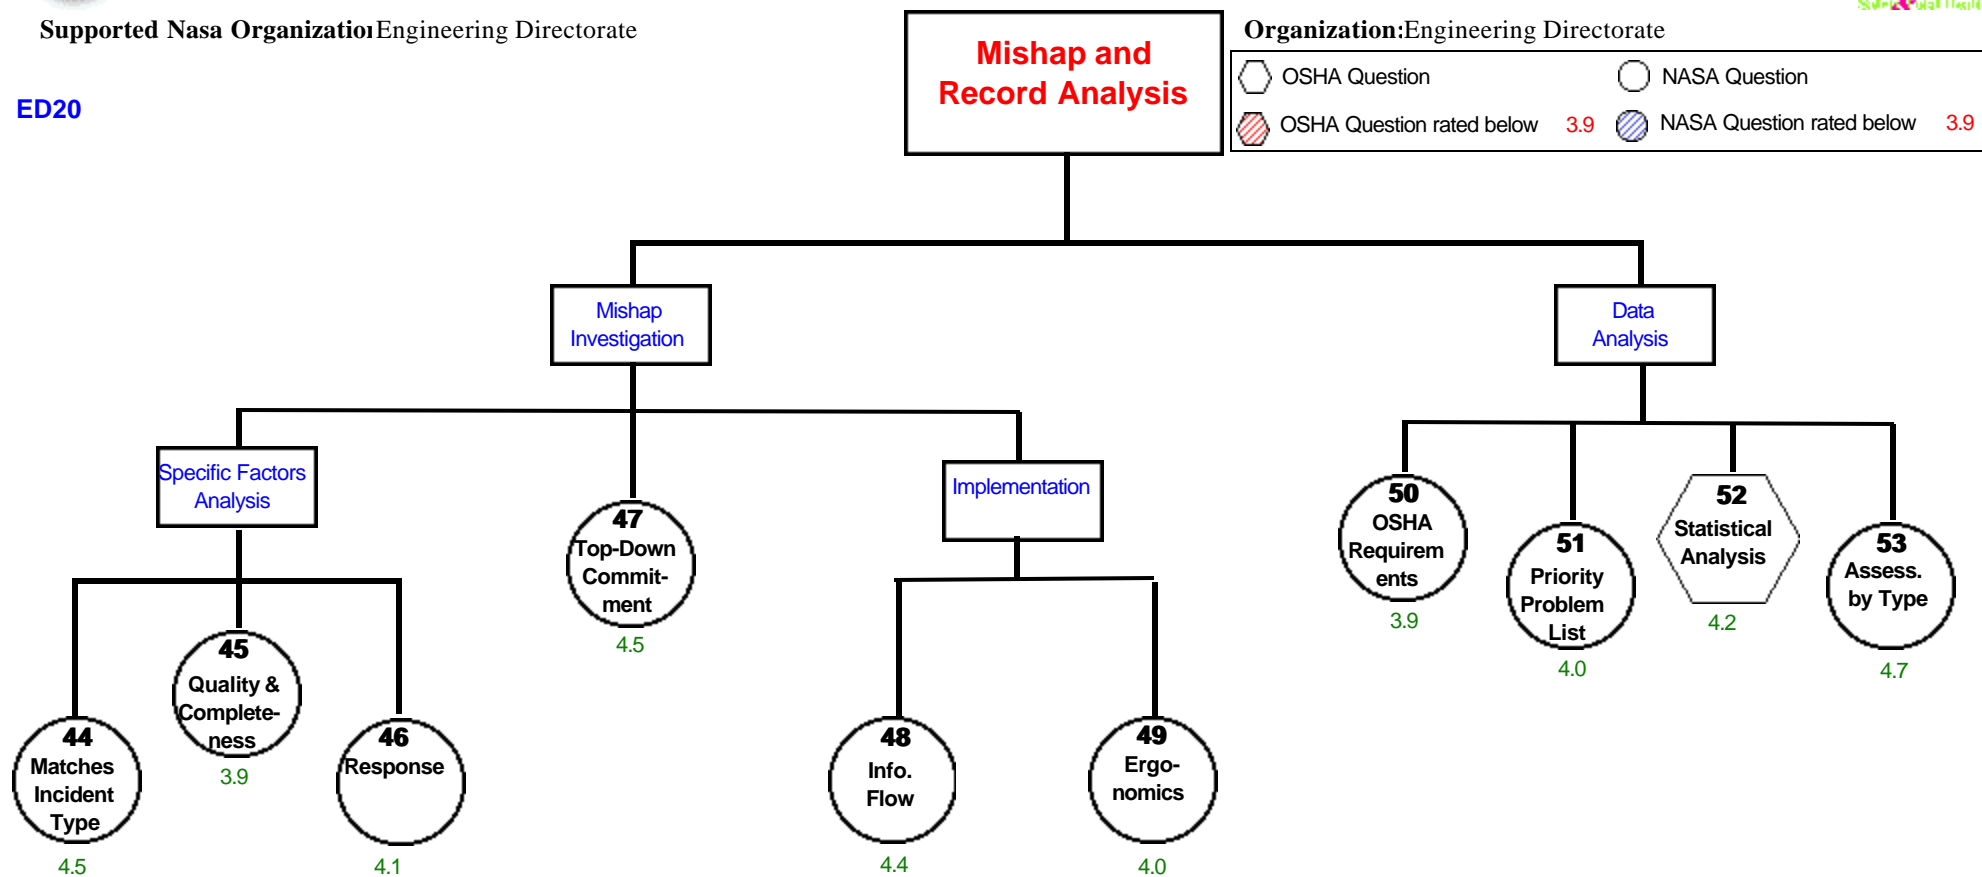 Supported Nasa Organization Engineering Directorate
Organization:Engineering Directorate
ED20
Mishap and
Record Analysis
OSHA Question
NASA Question
OSHA Question rated below 3.9
NASA Question rated below 3.9
Mishap
Investigation
Data
Analysis
Specific Factors
Analysis
47
Top-Down
Commit-
ment
4.5
Implementation
50
OSHA
Requirem
ents
3.9
51
Priority
Problem
List
4.0
52
Statistical
Analysis
4.2
53
Assess.
by Type
4.7
44
Matches
Incident
Type
4.5
45
Quality &
Complete-
ness
3.9
46
Response
4.1
48
Info.
Flow
4.4
49
Ergo-
nomics
4.0